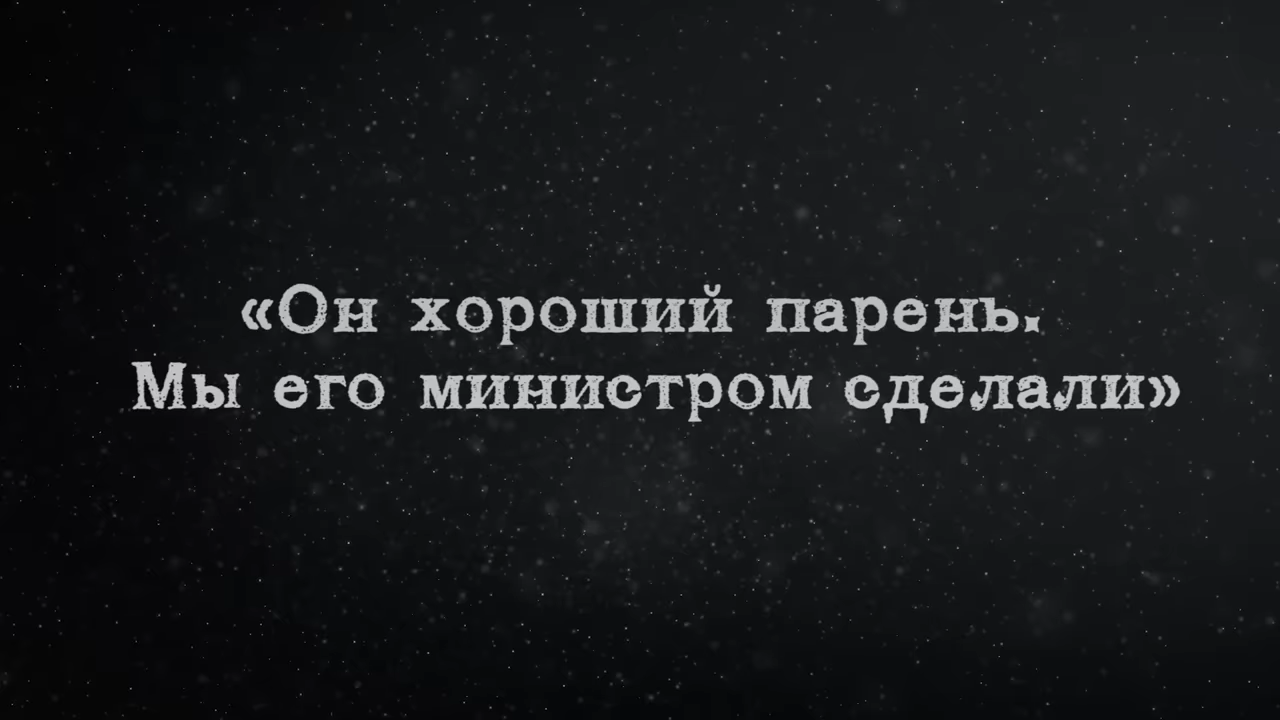 «Он хороший парень.
Мы его министром сделали»